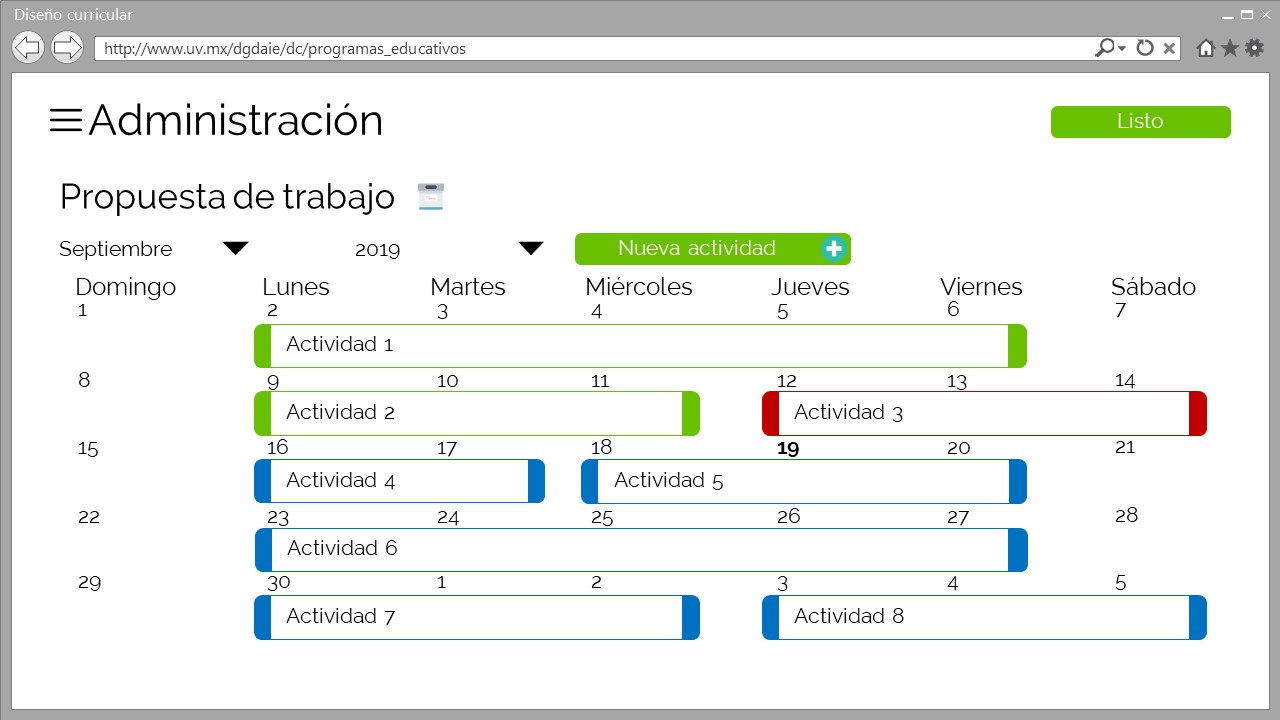 Diseño curricular
http://www.uv.mx/dgdaie/dc/programas_educativos
Administración
Listo
Propuesta de trabajo
Septiembre 2019 Nueva actividad
Domingo Lunes Martes Miércoles Jueves Viernes Sábado
1 2 3 4 5 6 7
Actividad 1
8 9 10 11 12 13 14
Actividad 2 Actividad 3
15 16 17 18 19 20 21
Actividad 4 Actividad 5
22 23 24 25 26 27 28
Actividad 6
29 30 1 2 3 4 5
Actividad 7 Actividad 8